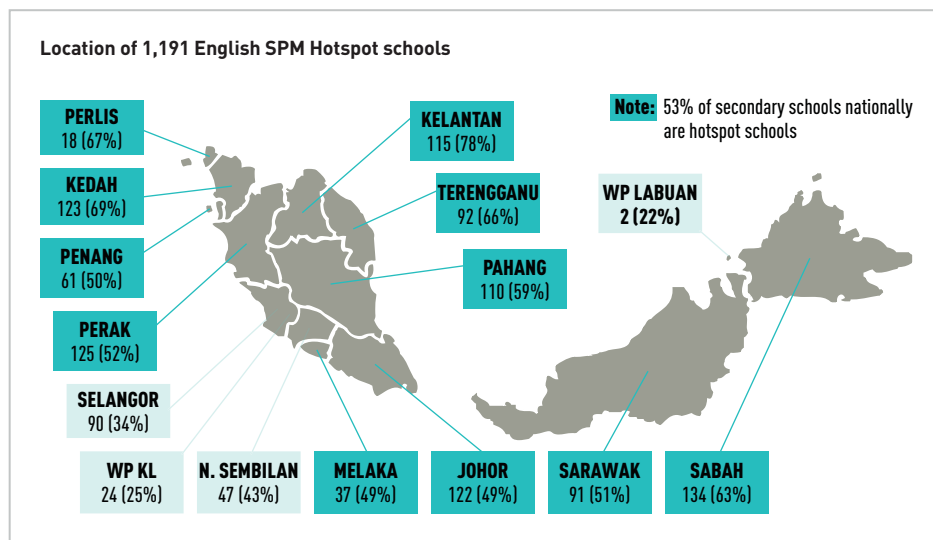 Location of 1,191 English SPM Hotspot schools
PERLIS
18 (67%)
KELANTAN
115 (78%)
Note: 53% of secondary schools nationally
are hotspot schools
KEDAH
123 (69%)
TERENGGANU
92 (66%)
WP LABUAN
2 (22%)
PENANG
61 (50%)
PAHANG
110 (59%)
PERAK
125 (52%)
SELANGOR
90 (34%)
WP KL
24 (25%)
N. SEMBILAN
47 (43%)
MELAKA
37 (49%)
JOHOR
122 (49%)
SARAWAK
91 (51%)
SABAH
134 (63%)